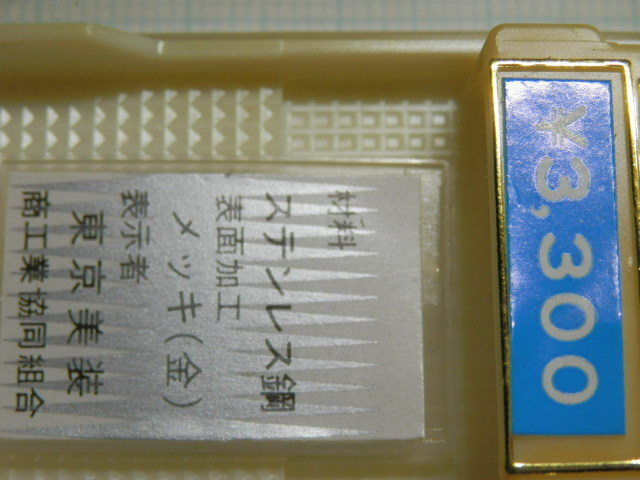 材料
ステンレス鋼
表面加工
メッキ(金)
表示者
東京美装
商工業協同組合
¥3,300